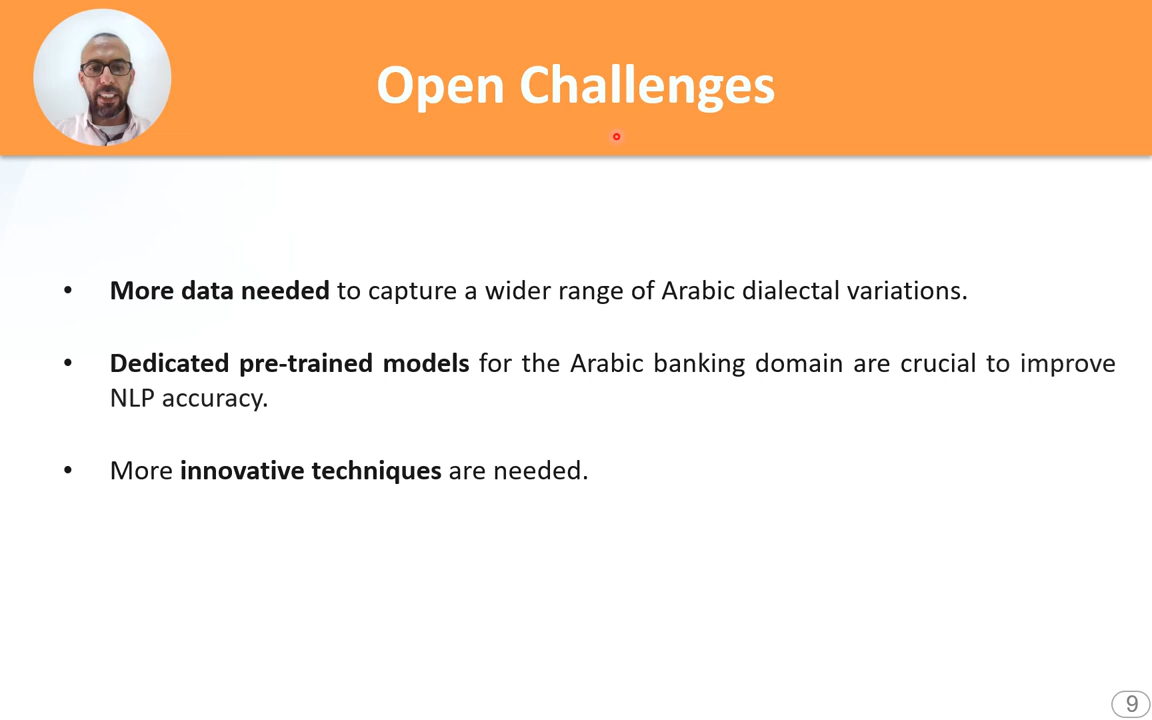 Open Challenges
• More data needed to capture a wider range of Arabic dialectal variations.
• Dedicated pre-trained models for the Arabic banking domain are crucial to improve
NLP accuracy.
• More innovative techniques are needed.
9